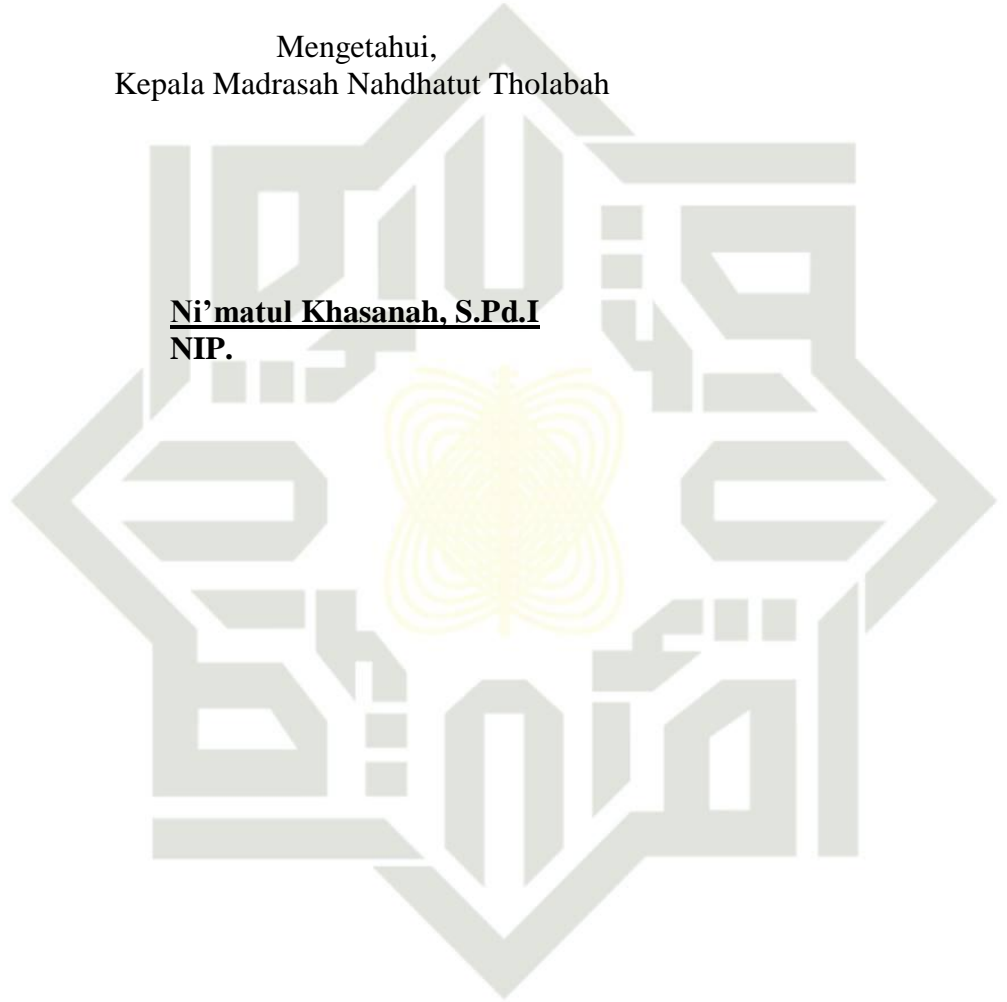 Mengetahui,
Kepala Madrasah Nahdhatut Tholabah
Ni’matul Khasanah, S.Pd.I
NIP.